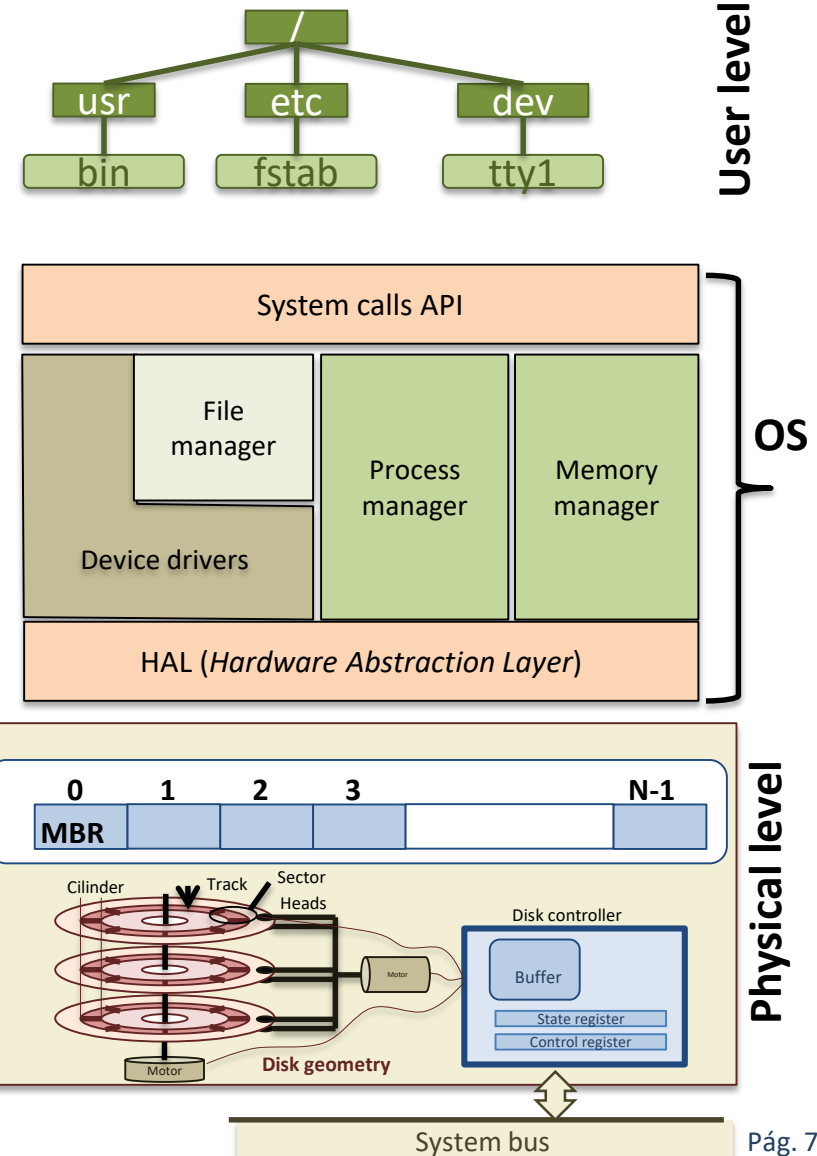 /
usr etc dev
bin fstab tty1
User level
System calls API
File
manager
Process
manager
Memory
manager
Device drivers
HAL (Hardware Abstraction Layer)
OS
0 1 2 3 N-1
MBR
Cilinder Track Sector
Heads
Motor
Motor
Disk geometry
Disk controller
Buffer
State register
Control register
Physical level
System bus
Pág. 7